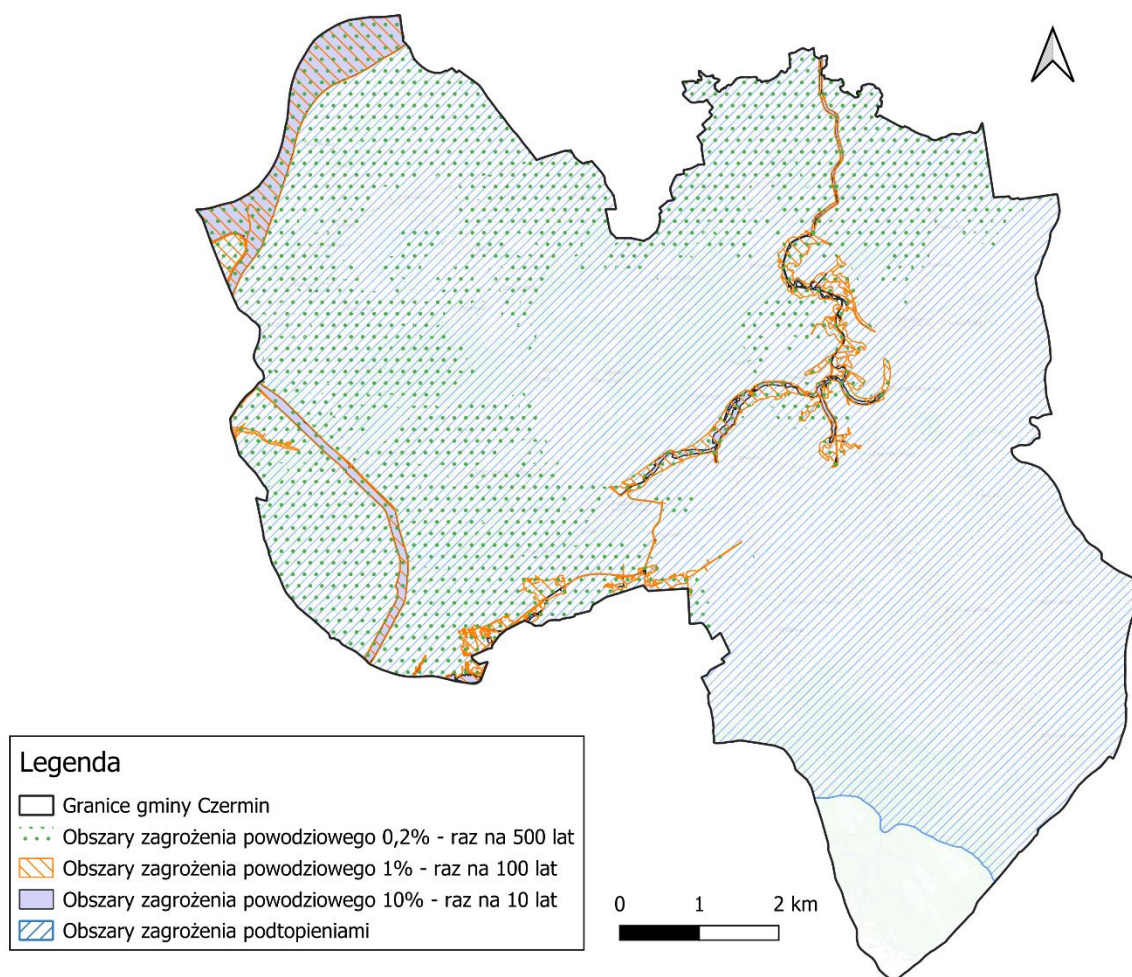 Legenda
Granice gminy Czermin
Obszary zagrożenia powodziowego 0,2% - raz na 500 lat
Obszary zagrożenia powodziowego 1% - raz na 100 lat
Obszary zagrożenia powodziowego 10% - raz na 10 lat
Obszary zagrożenia podtopieniami
0 1 2 km